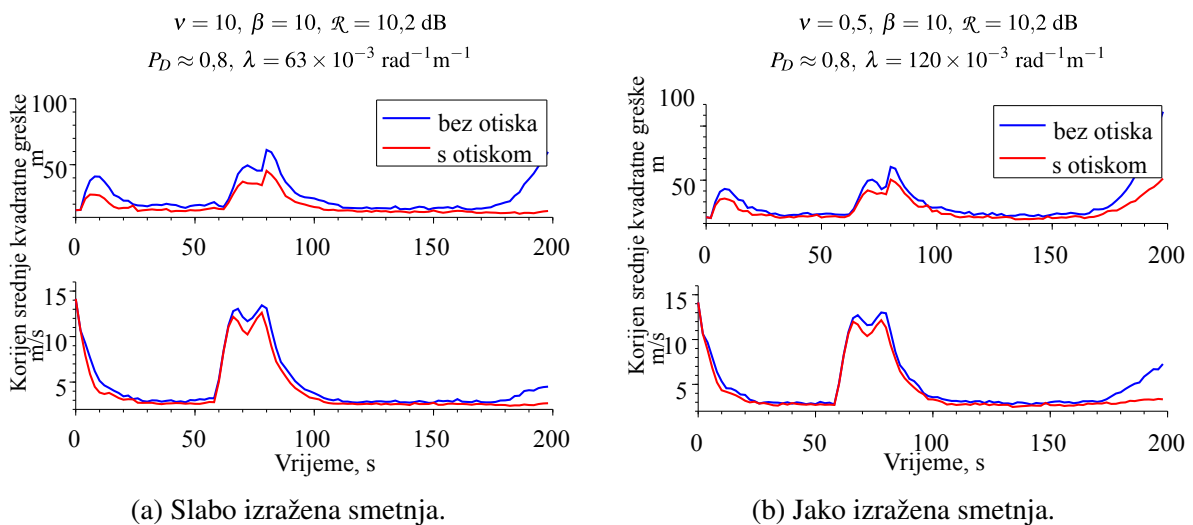 ν = 10, β = 10, ℛ = 10,2 dB
P_D ≈ 0,8, λ = 63 × 10⁻³ rad⁻¹m⁻¹
Korijen srednje kvadratne greške
m
100
50
bez otiska
s otiskom
0 50 100 150 200
m/s
15
10
5
0 50 100 150 200
Vrijeme, s
(a) Slabo izražena smetnja.
ν = 0,5, β = 10, ℛ = 10,2 dB
P_D ≈ 0,8, λ = 120 × 10⁻³ rad⁻¹m⁻¹
Korijen srednje kvadratne greške
m
100
50
bez otiska
s otiskom
0 50 100 150 200
m/s
15
10
5
0 50 100 150 200
Vrijeme, s
(b) Jako izražena smetnja.